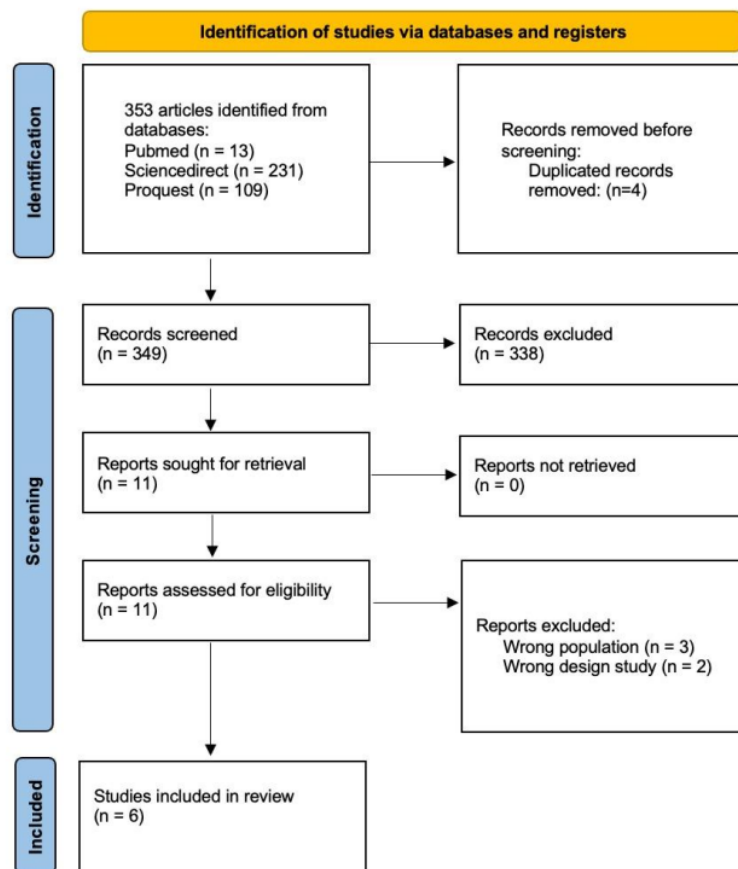 Identification of studies via databases and registers
Identification
353 articles identified from
databases:
Pubmed (n = 13)
Sciencedirect (n = 231)
Proquest (n = 109)
Records removed before
screening:
Duplicated records
removed: (n=4)
Screening
Records screened
(n = 349)
Records excluded
(n = 338)
Reports sought for retrieval
(n = 11)
Reports not retrieved
(n = 0)
Reports assessed for eligibility
(n = 11)
Reports excluded:
Wrong population (n = 3)
Wrong design study (n = 2)
Included
Studies included in review
(n = 6)